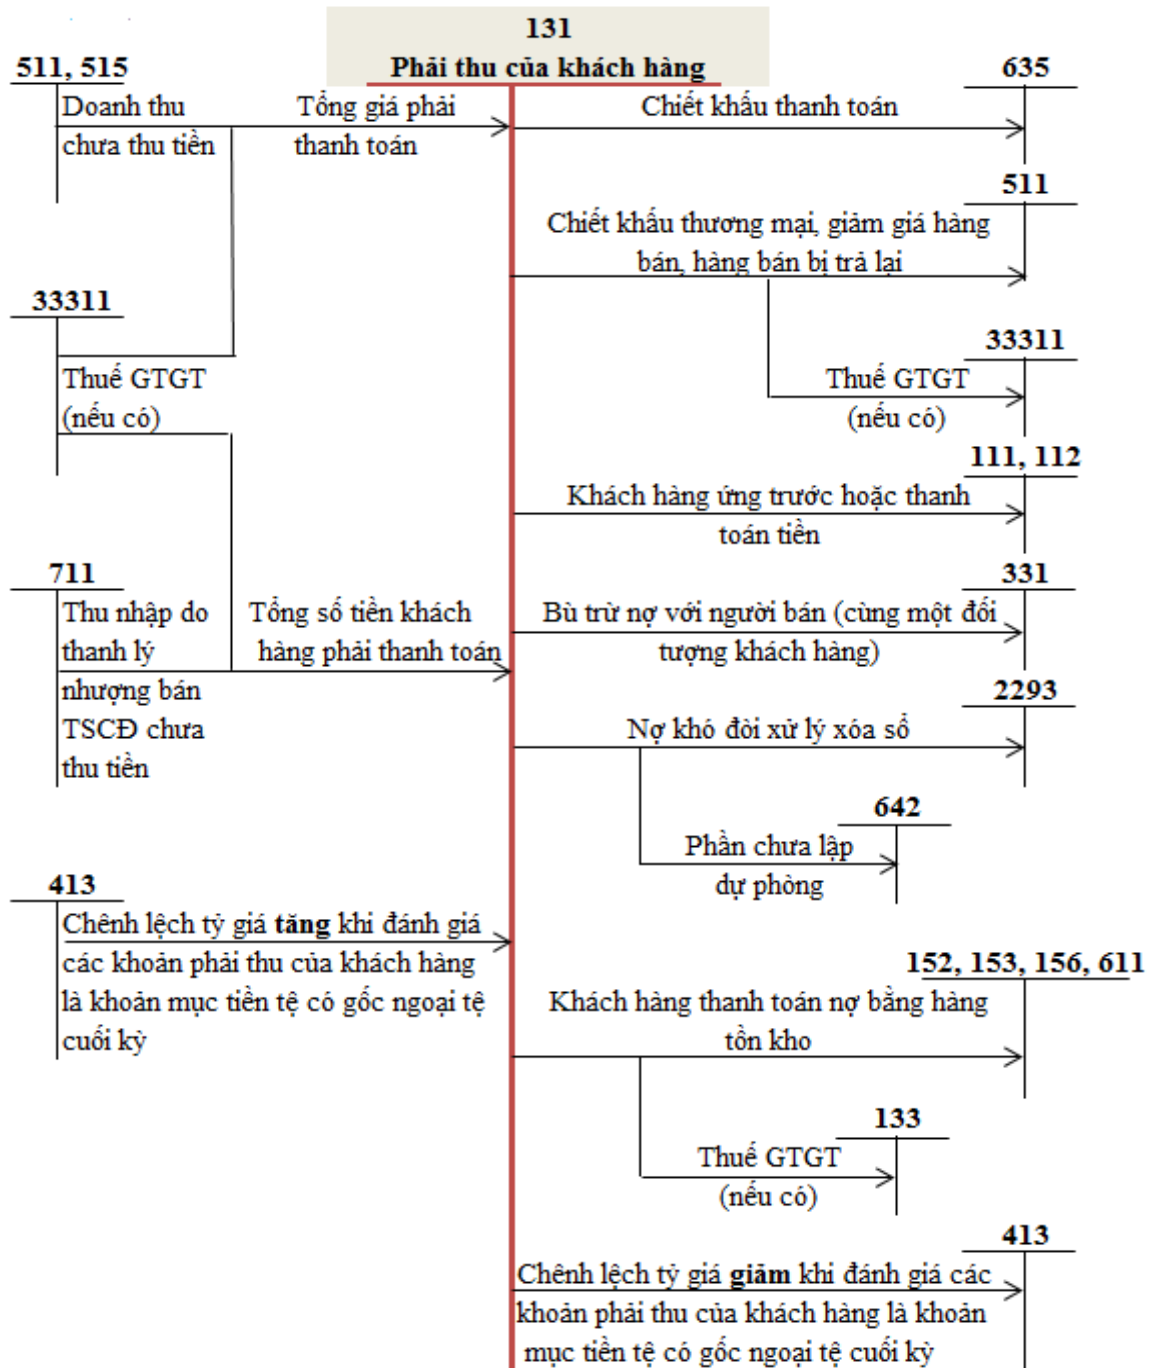 131
Phải thu của khách hàng
511, 515
Doanh thu
chưa thu tiền
Tổng giá phải
thanh toán
33311
Thuế GTGT
(nếu có)
711
Thu nhập do
thanh lý
nhượng bán
TSCĐ chưa
thu tiền
Tổng số tiền khách
hàng phải thanh toán
413
Chênh lệch tỷ giá tăng khi đánh giá
các khoản phải thu của khách hàng
là khoản mục tiền tệ có gốc ngoại tệ
cuối kỳ
635
Chiết khấu thanh toán
511
Chiết khấu thương mại, giảm giá hàng
bán, hàng bán bị trả lại
33311
Thuế GTGT
(nếu có)
111, 112
Khách hàng ứng trước hoặc thanh
toán tiền
331
Bù trừ nợ với người bán (cùng một đối
tượng khách hàng)
2293
Nợ khó đòi xử lý xóa sổ
642
Phần chưa lập
dự phòng
152, 153, 156, 611
Khách hàng thanh toán nợ bằng hàng
tồn kho
133
Thuế GTGT
(nếu có)
413
Chênh lệch tỷ giá giảm khi đánh giá các
khoản phải thu của khách hàng là khoản
mục tiền tệ có gốc ngoại tệ cuối kỳ